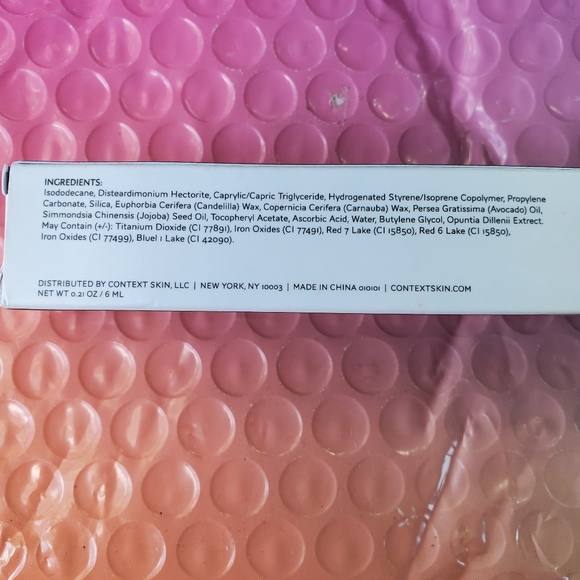 INGREDIENTS:
Isododecane, Disteardimonium Hectorite, Caprylic/Capric Triglyceride, Hydrogenated Styrene/Isoprene Copolymer, Propylene
Carbonate, Silica, Euphorbia Cerifera (Candelilla) Wax, Copernicia Cerifera (Carnauba) Wax, Persea Gratissima (Avocado) Oil,
Simmondsia Chinensis (Jojoba) Seed Oil, Tocopheryl Acetate, Ascorbic Acid, Water, Butylene Glycol, Opuntia Dillenii Extract.
May Contain (+/-): Titanium Dioxide (CI 77891), Iron Oxides (CI 77491), Red 7 Lake (CI 15850), Red 6 Lake (CI 15850),
Iron Oxides (CI 77499), Bluel 1 Lake (CI 42090).
DISTRIBUTED BY CONTEXT SKIN, LLC | NEW YORK, NY 10003 | MADE IN CHINA 010101 | CONTEXTSKIN.COM
NET WT 0.21 OZ / 6 ML